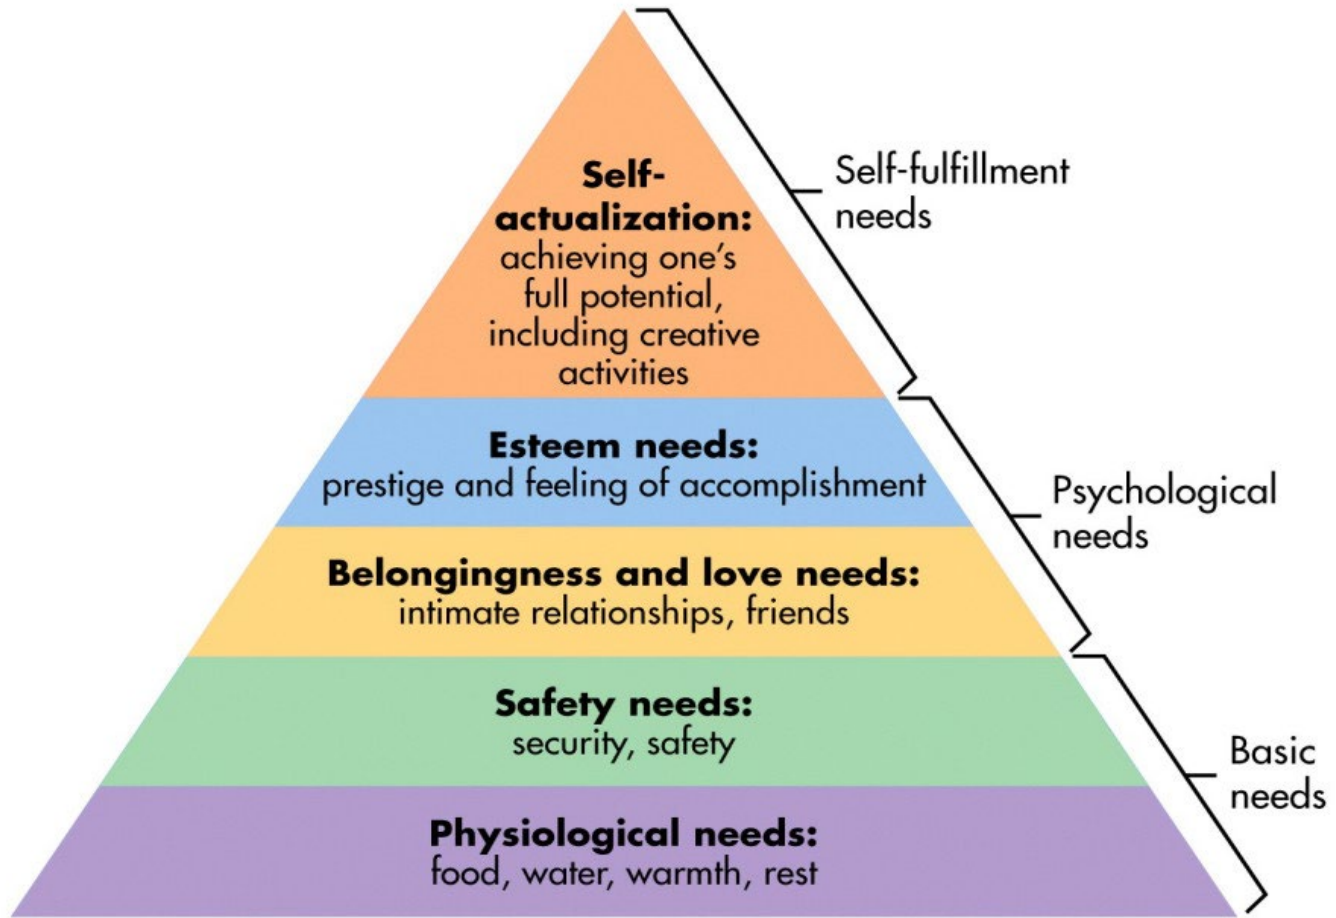 Self-
actualization:
achieving one's
full potential,
including creative
activities
Self-fulfillment
needs
Esteem needs:
prestige and feeling of accomplishment
Belongingness and love needs:
intimate relationships, friends
Psychological
needs
Safety needs:
security, safety
Physiological needs:
food, water, warmth, rest
Basic
needs